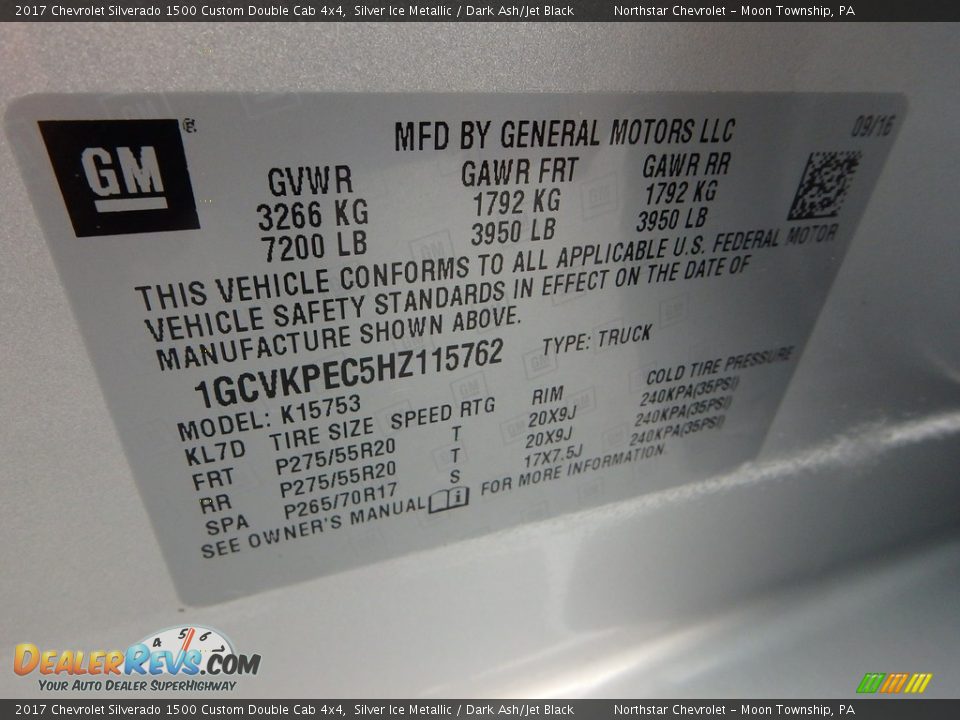 2017 Chevrolet Silverado 1500 Custom Double Cab 4x4, Silver Ice Metallic / Dark Ash/Jet Black Northstar Chevrolet – Moon Township, PA
GM ®
MFD BY GENERAL MOTORS LLC 09/16
GVWR GAWR FRT GAWR RR
3266 KG 1792 KG 1792 KG
7200 LB 3950 LB 3950 LB
THIS VEHICLE CONFORMS TO ALL APPLICABLE U.S. FEDERAL MOTOR
VEHICLE SAFETY STANDARDS IN EFFECT ON THE DATE OF
MANUFACTURE SHOWN ABOVE.
1GCVKPEC5HZ115762 TYPE: TRUCK
MODEL: K15753
KL7D TIRE SIZE SPEED RTG RIM COLD TIRE PRESSURE
FRT P275/55R20 T 20X9J 240KPA(35PSI)
RR P275/55R20 T 20X9J 240KPA(35PSI)
SPA P265/70R17 S 17X7.5J 240KPA(35PSI)
SEE OWNER'S MANUAL i FOR MORE INFORMATION.
4 5 6
DEALERREVS.COM
YOUR AUTO DEALER SUPERHIGHWAY
2017 Chevrolet Silverado 1500 Custom Double Cab 4x4, Silver Ice Metallic / Dark Ash/Jet Black Northstar Chevrolet – Moon Township, PA